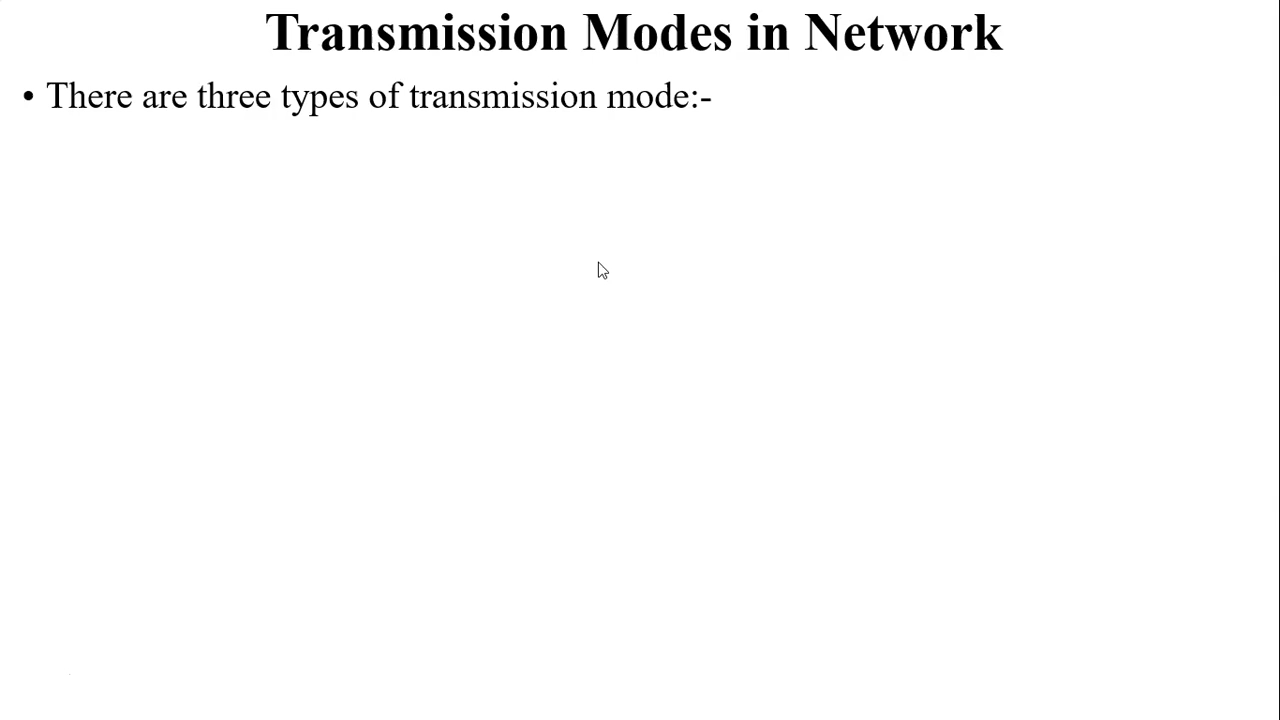 Transmission Modes in Network
• There are three types of transmission mode:-